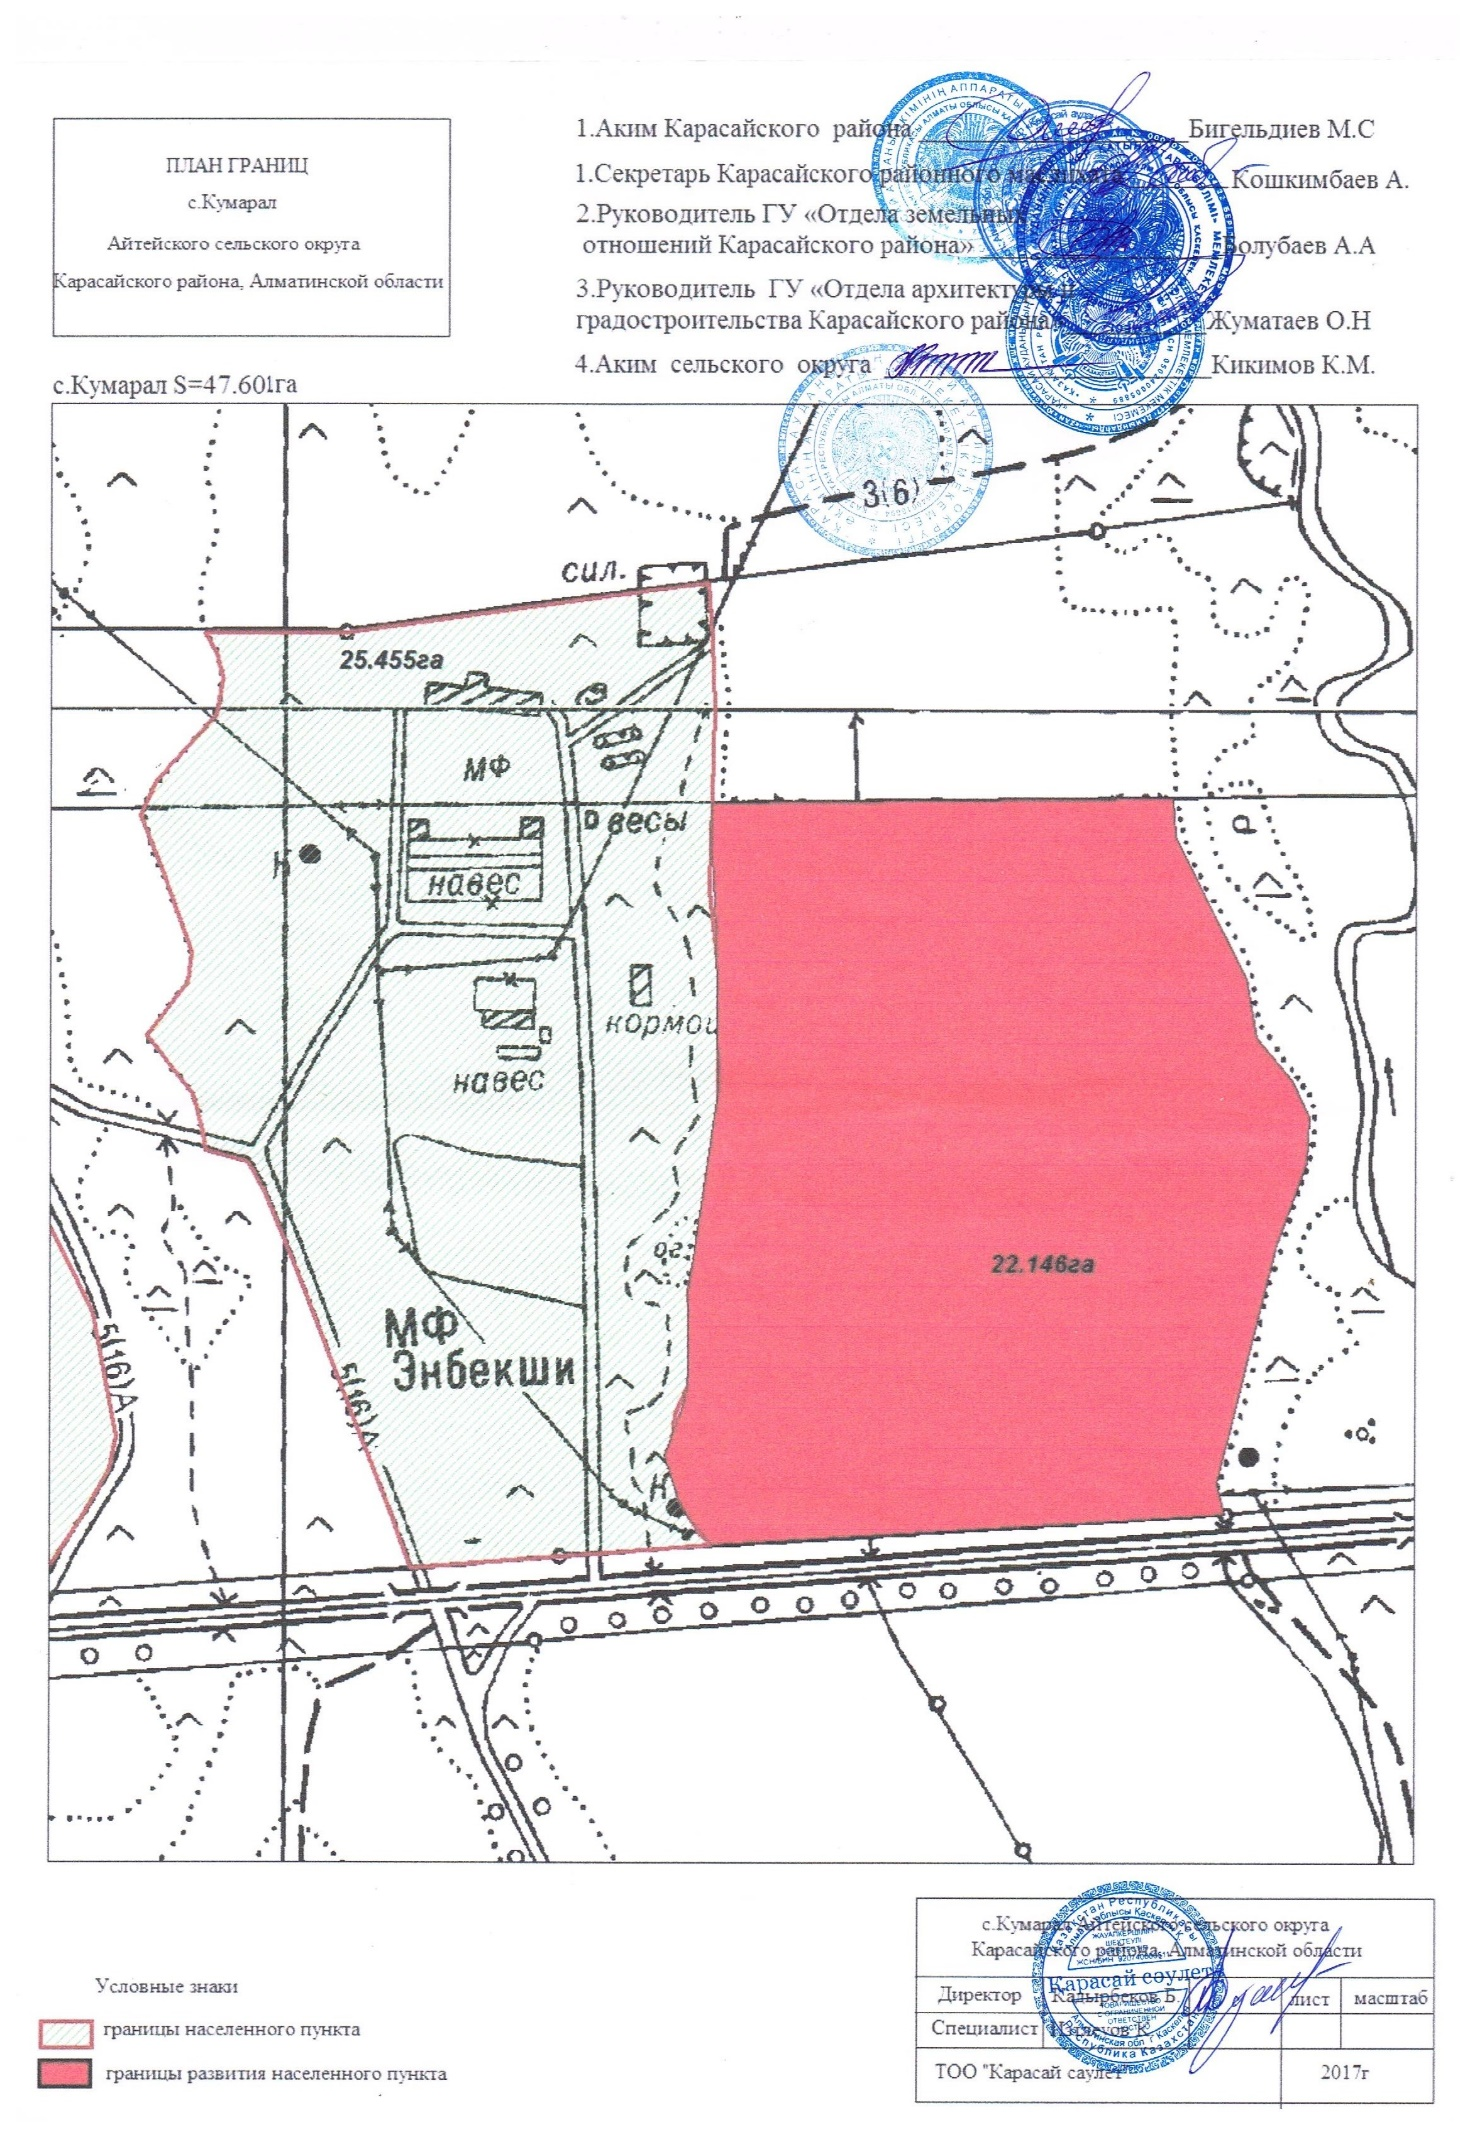 ПЛАН ГРАНИЦ
с.Кумарал
Айтейского сельского округа
Карасайского района, Алматинской области
1.Аким Карасайского района Бигельдиев М.С
1.Секретарь Карасайского районного маслихата Кошкимбаев А.
2.Руководитель ГУ «Отдела земельных
отношений Карасайского района» Болубаев А.А
3.Руководитель ГУ «Отдела архитектуры и
градостроительства Карасайского района» Жуматаев О.Н
4.Аким сельского округа Кикимов К.М.
с.Кумарал S=47.601га
3(6)
сил.
25.455га
МФ
весы
К
навес
Р
кормоц
навес
ог.
22.146га
МФ
Энбекши
5(16)А
5(16)А
К
с.Кумарал Айтейского сельского округа
Карасайского района, Алматинской области
Қарасай сәулет
Директор Кадырбеков Б.
лист
масштаб
Специалист
ТОО "Карасай саулет"
2017г
Условные знаки
границы населенного пункта
границы развития населенного пункта